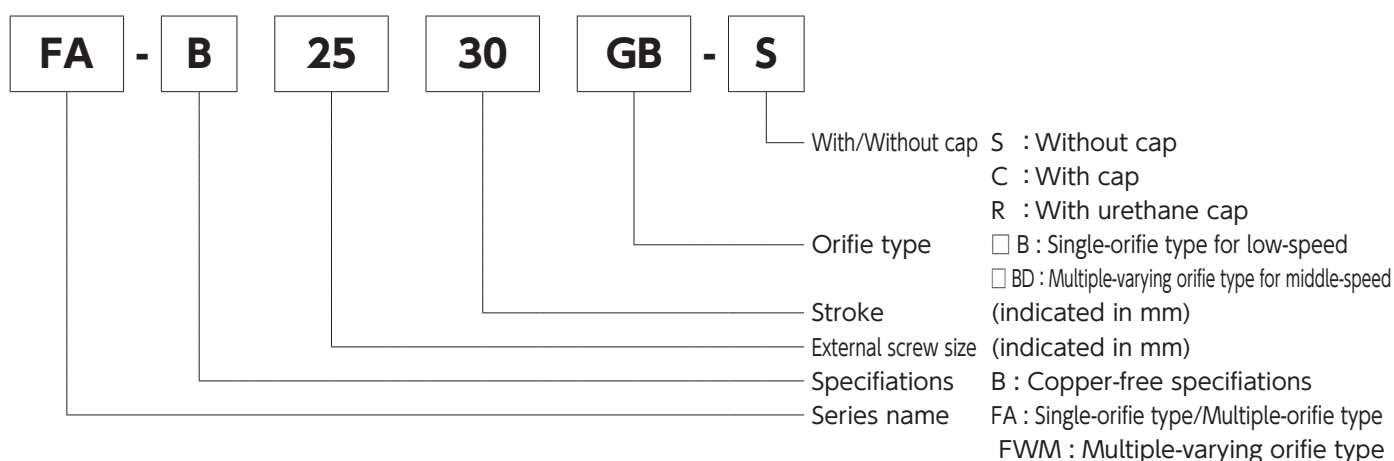 FA - B 25 30 GB - S
With/Without cap S : Without cap
C : With cap
R : With urethane cap
Orifie type □ B : Single-orifie type for low-speed
□ BD : Multiple-varying orifie type for middle-speed
Stroke (indicated in mm)
External screw size (indicated in mm)
Specifiations B : Copper-free specifiations
Series name FA : Single-orifie type/Multiple-orifie type
FWM : Multiple-varying orifie type